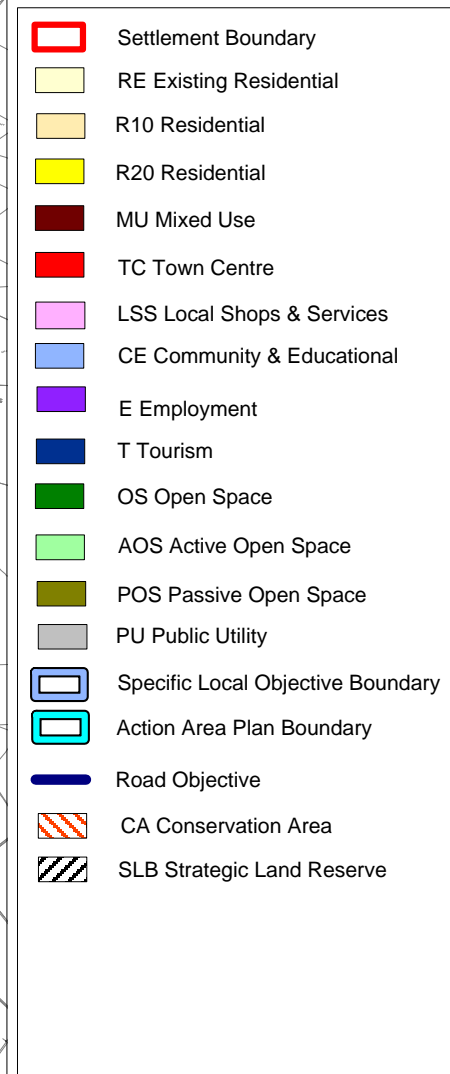 Settlement Boundary
RE Existing Residential
R10 Residential
R20 Residential
MU Mixed Use
TC Town Centre
LSS Local Shops & Services
CE Community & Educational
E Employment
T Tourism
OS Open Space
AOS Active Open Space
POS Passive Open Space
PU Public Utility
Specific Local Objective Boundary
Action Area Plan Boundary
Road Objective
CA Conservation Area
SLB Strategic Land Reserve